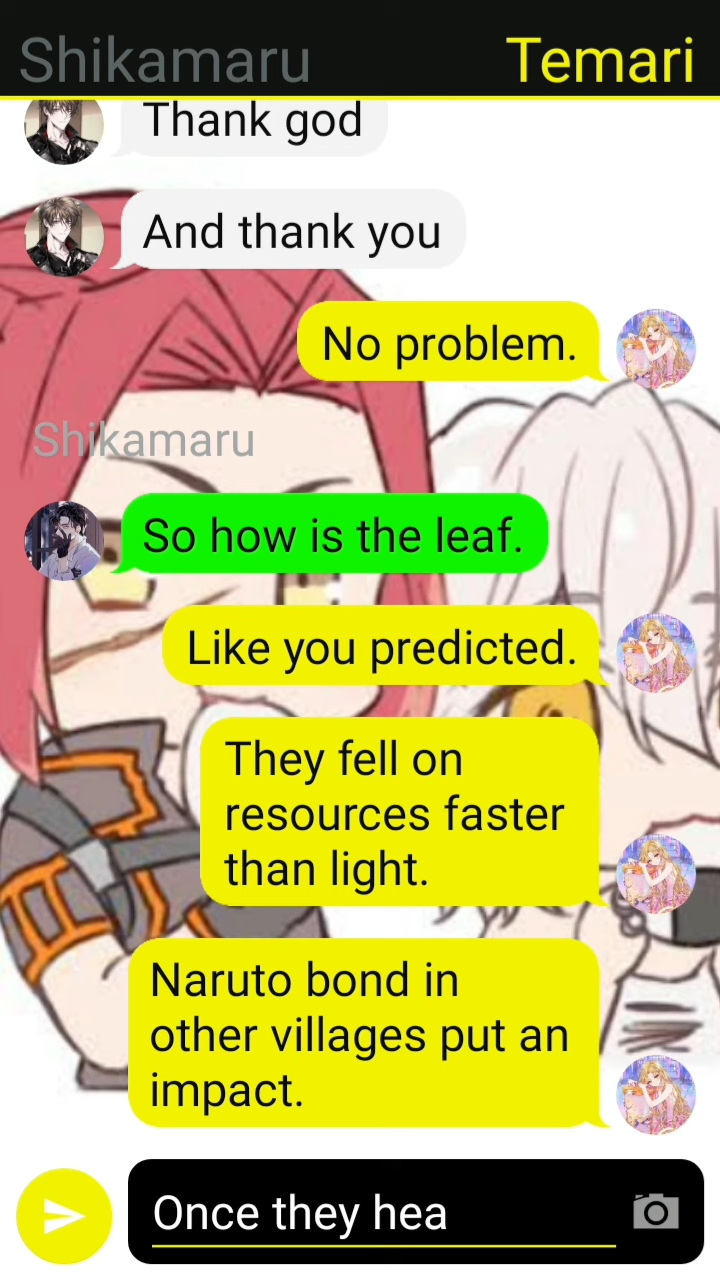 Shikamaru Temari
Thank god
And thank you
No problem.
Shikamaru
So how is the leaf.
Like you predicted.
They fell on
resources faster
than light.
Naruto bond in
other villages put an
impact.
Once they hea